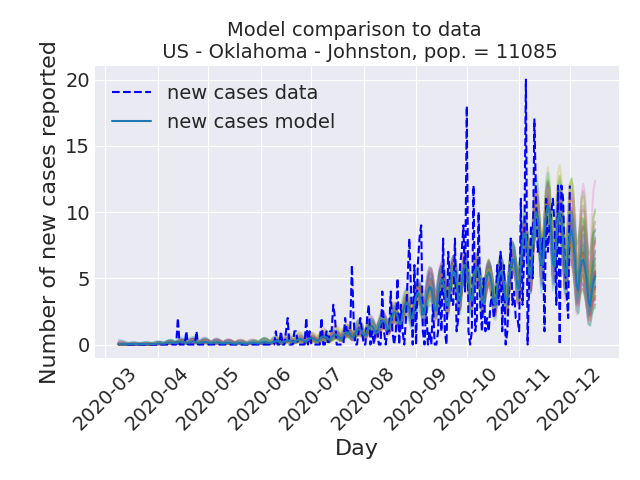 Model comparison to data
US - Oklahoma - Johnston, pop. = 11085
Number of new cases reported
20
15
10
5
0
new cases data
new cases model
2020-03
2020-04
2020-05
2020-06
2020-07
2020-08
2020-09
2020-10
2020-11
2020-12
Day